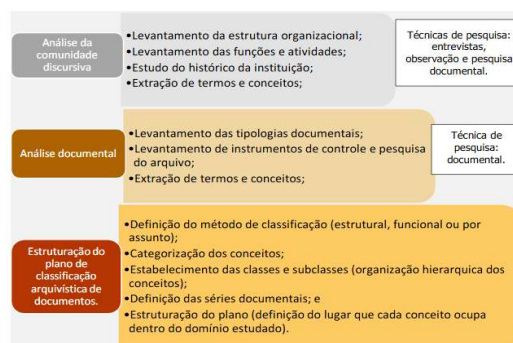 Análise da
comunidade
discursiva
•Levantamento da estrutura organizacional;
•Levantamento das funções e atividades;
•Estudo do histórico da instituição;
•Extração de termos e conceitos;
Técnicas de pesquisa:
entrevistas,
observação e pesquisa
documental.
Análise documental
•Levantamento das tipologias documentais;
•Levantamento de instrumentos de controle e pesquisa
do arquivo;
•Extração de termos e conceitos;
Técnica de
pesquisa:
documental.
Estruturação do
plano de
classificação
arquivística de
documentos.
•Definição do método de classificação (estrutural, funcional ou por
assunto);
•Categorização dos conceitos;
•Estabelecimento das classes e subclasses (organização hierarquica dos
conceitos);
•Definição das séries documentais; e
•Estruturação do plano (definição do lugar que cada conceito ocupa
dentro do domínio estudado).